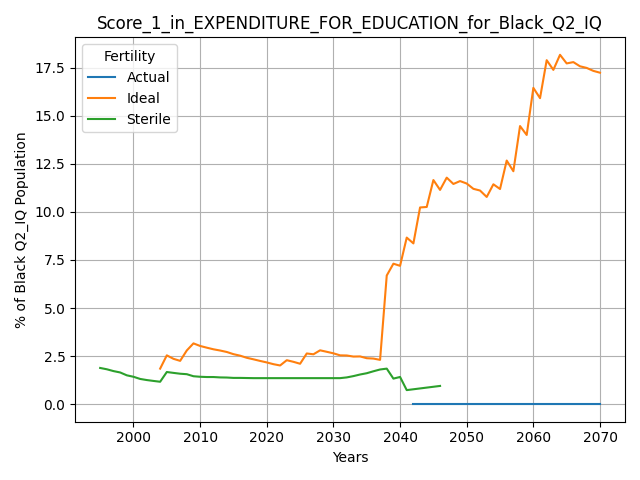 Score_1_in_EXPENDITURE_FOR_EDUCATION_for_Black_Q2_IQ
Fertility
Actual
Ideal
Sterile
% of Black Q2_IQ Population
17.5
15.0
12.5
10.0
7.5
5.0
2.5
0.0
2000 2010 2020 2030 2040 2050 2060 2070
Years